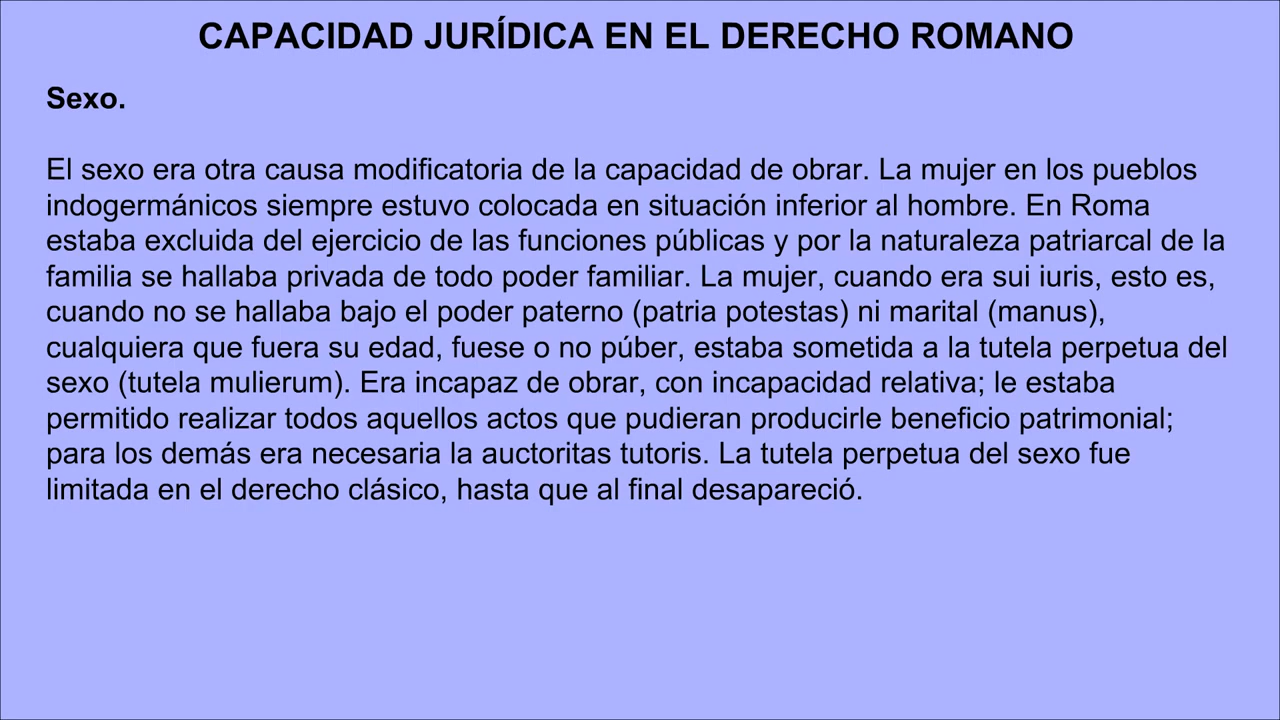 CAPACIDAD JURÍDICA EN EL DERECHO ROMANO
Sexo.
El sexo era otra causa modificatoria de la capacidad de obrar. La mujer en los pueblos
indogermánicos siempre estuvo colocada en situación inferior al hombre. En Roma
estaba excluida del ejercicio de las funciones públicas y por la naturaleza patriarcal de la
familia se hallaba privada de todo poder familiar. La mujer, cuando era sui iuris, esto es,
cuando no se hallaba bajo el poder paterno (patria potestas) ni marital (manus),
cualquiera que fuera su edad, fuese o no púber, estaba sometida a la tutela perpetua del
sexo (tutela mulierum). Era incapaz de obrar, con incapacidad relativa; le estaba
permitido realizar todos aquellos actos que pudieran producirle beneficio patrimonial;
para los demás era necesaria la auctoritas tutoris. La tutela perpetua del sexo fue
limitada en el derecho clásico, hasta que al final desapareció.